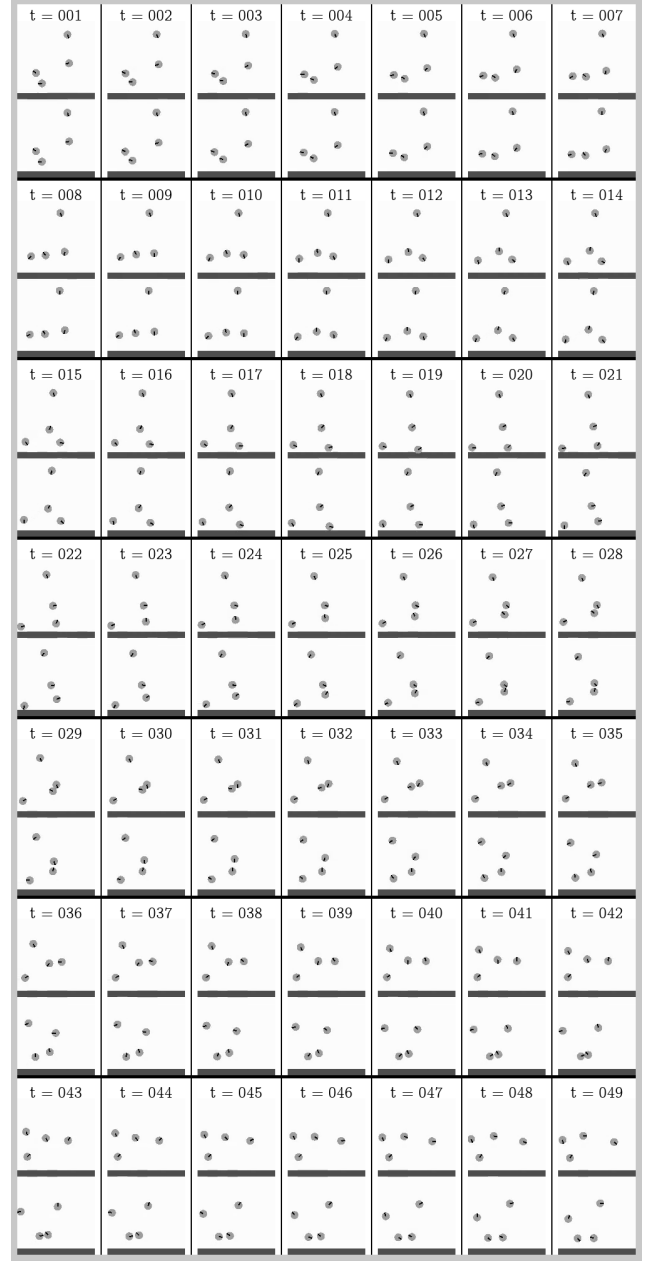 t = 001 t = 002 t = 003 t = 004 t = 005 t = 006 t = 007
t = 008 t = 009 t = 010 t = 011 t = 012 t = 013 t = 014
t = 015 t = 016 t = 017 t = 018 t = 019 t = 020 t = 021
t = 022 t = 023 t = 024 t = 025 t = 026 t = 027 t = 028
t = 029 t = 030 t = 031 t = 032 t = 033 t = 034 t = 035
t = 036 t = 037 t = 038 t = 039 t = 040 t = 041 t = 042
t = 043 t = 044 t = 045 t = 046 t = 047 t = 048 t = 049